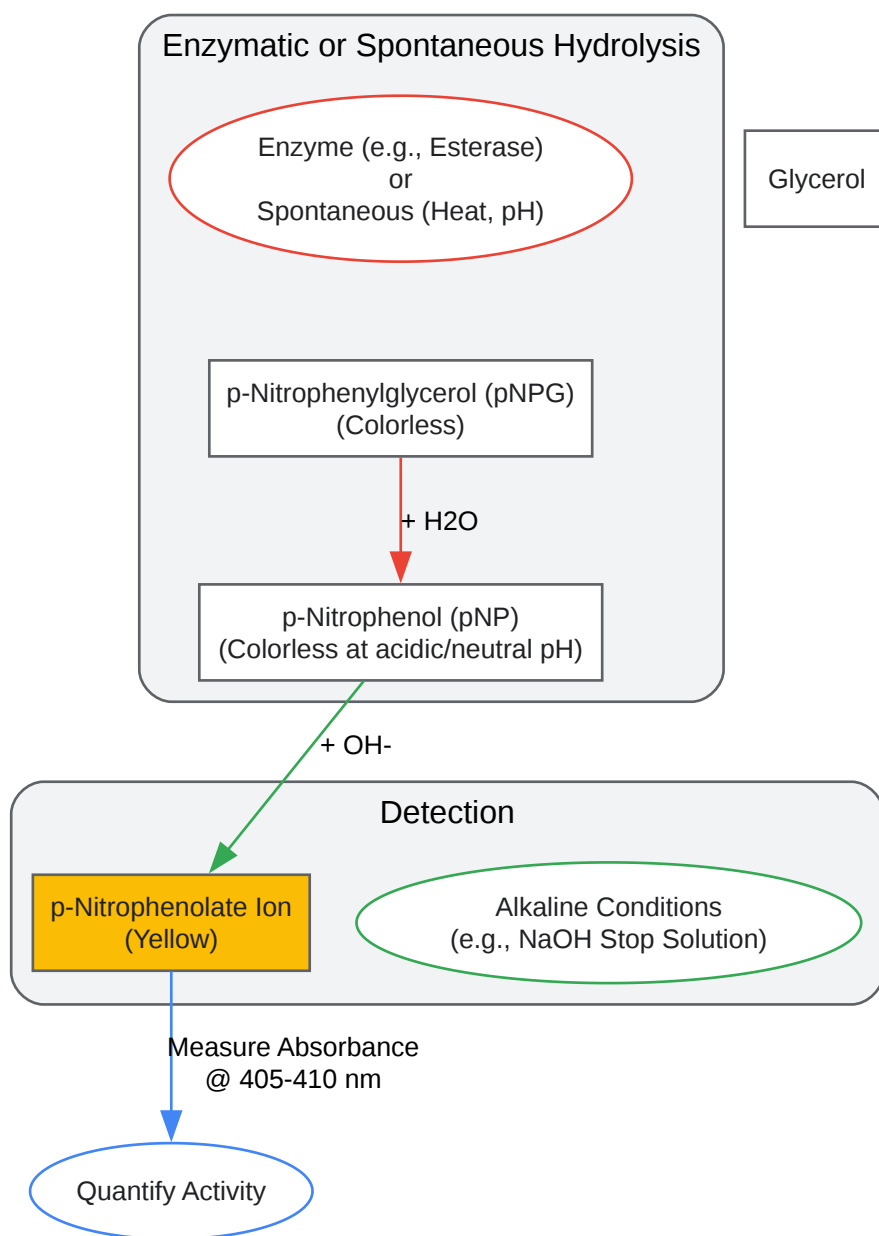 Enzymatic or Spontaneous Hydrolysis
Enzyme (e.g., Esterase)
or
Spontaneous (Heat, pH)
Glycerol
p-Nitrophenylglycerol (pNPG)
(Colorless)
+ H2O
p-Nitrophenol (pNP)
(Colorless at acidic/neutral pH)
+ OH-
Detection
p-Nitrophenolate Ion
(Yellow)
Alkaline Conditions
(e.g., NaOH Stop Solution)
Measure Absorbance
@ 405-410 nm
Quantify Activity